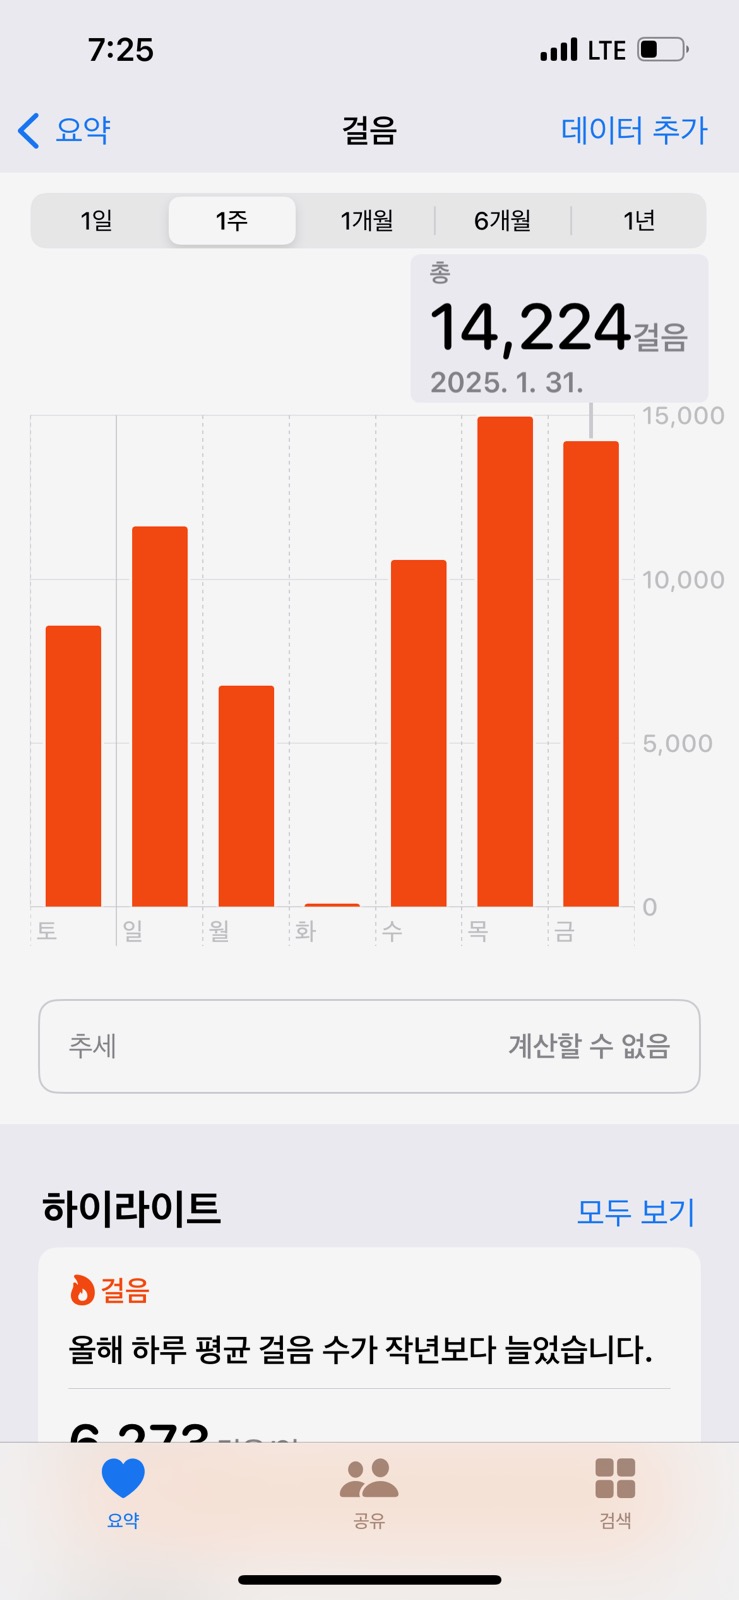 7:25
LTE
요약
걸음
데이터 추가
1일
1주
1개월
6개월
1년
총
14,224걸음
2025. 1. 31.
15,000
10,000
5,000
0
토
일
월
화
수
목
금
추세
계산할 수 없음
하이라이트
모두 보기
걸음
올해 하루 평균 걸음 수가 작년보다 늘었습니다.
6,273
요약
공유
검색